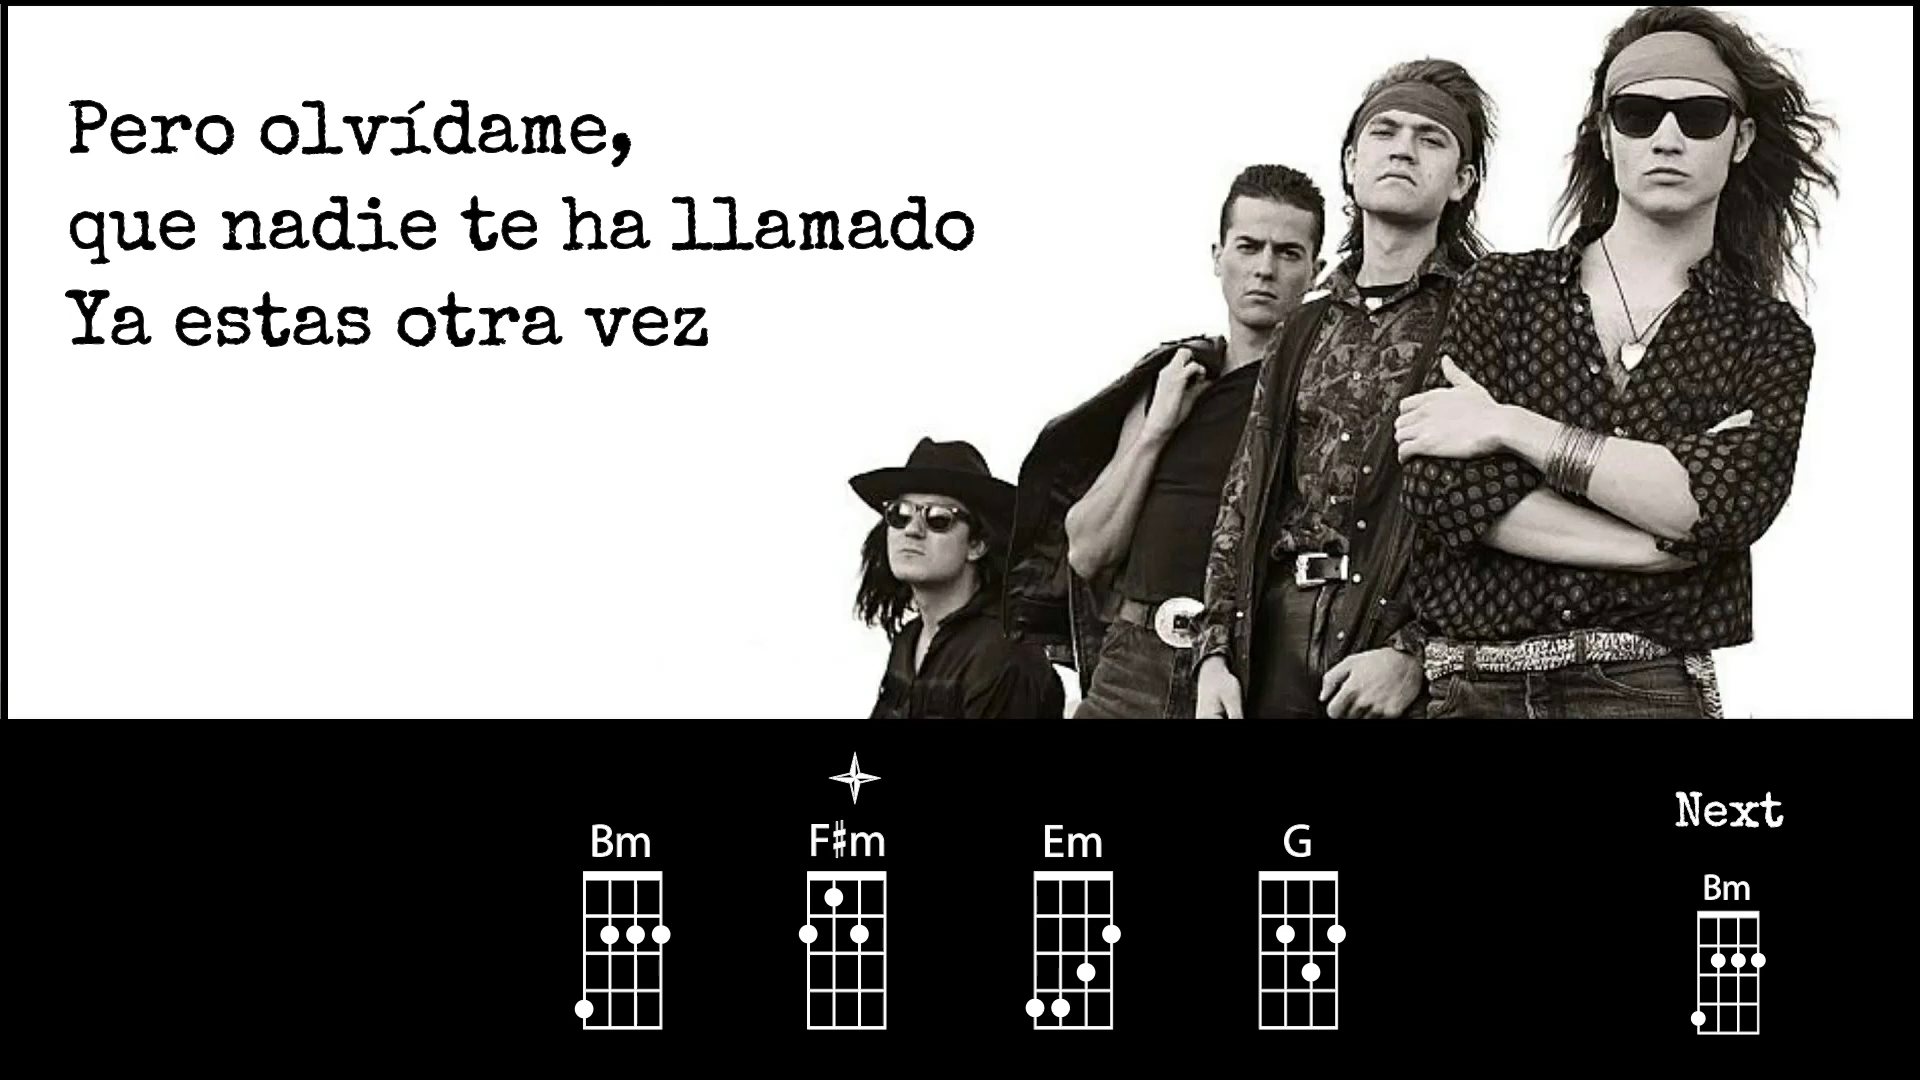 Pero olvídame,
que nadie te ha llamado
Ya estas otra vez
Next
Bm
F♯m
Em
G
Bm